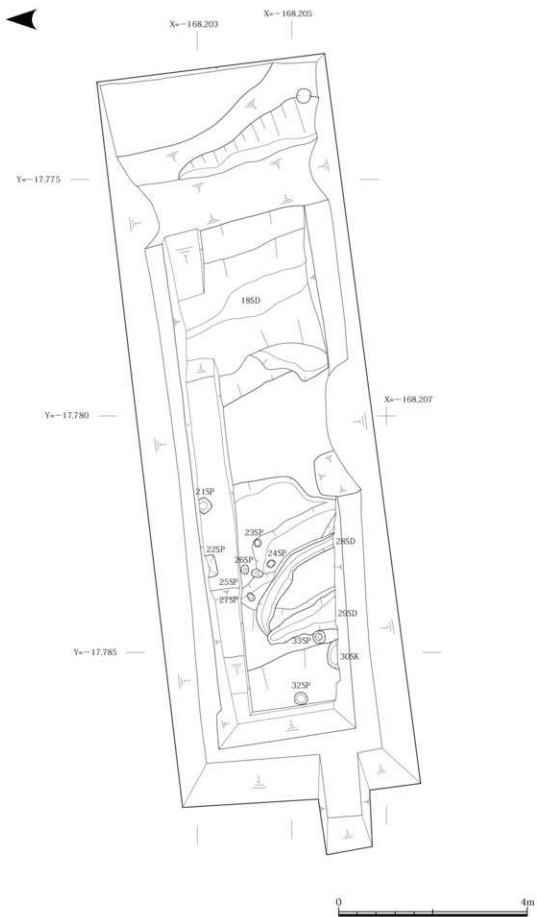 X=-168.205
X=-168.203
Y=-17.775
18SD
Y=-17.780
X=-168.207
21SP
23SP
28SD
22SP
26SP
24SP
25SP
27SP
29SD
33SP
Y=-17.785
30SK
32SP
0
4m